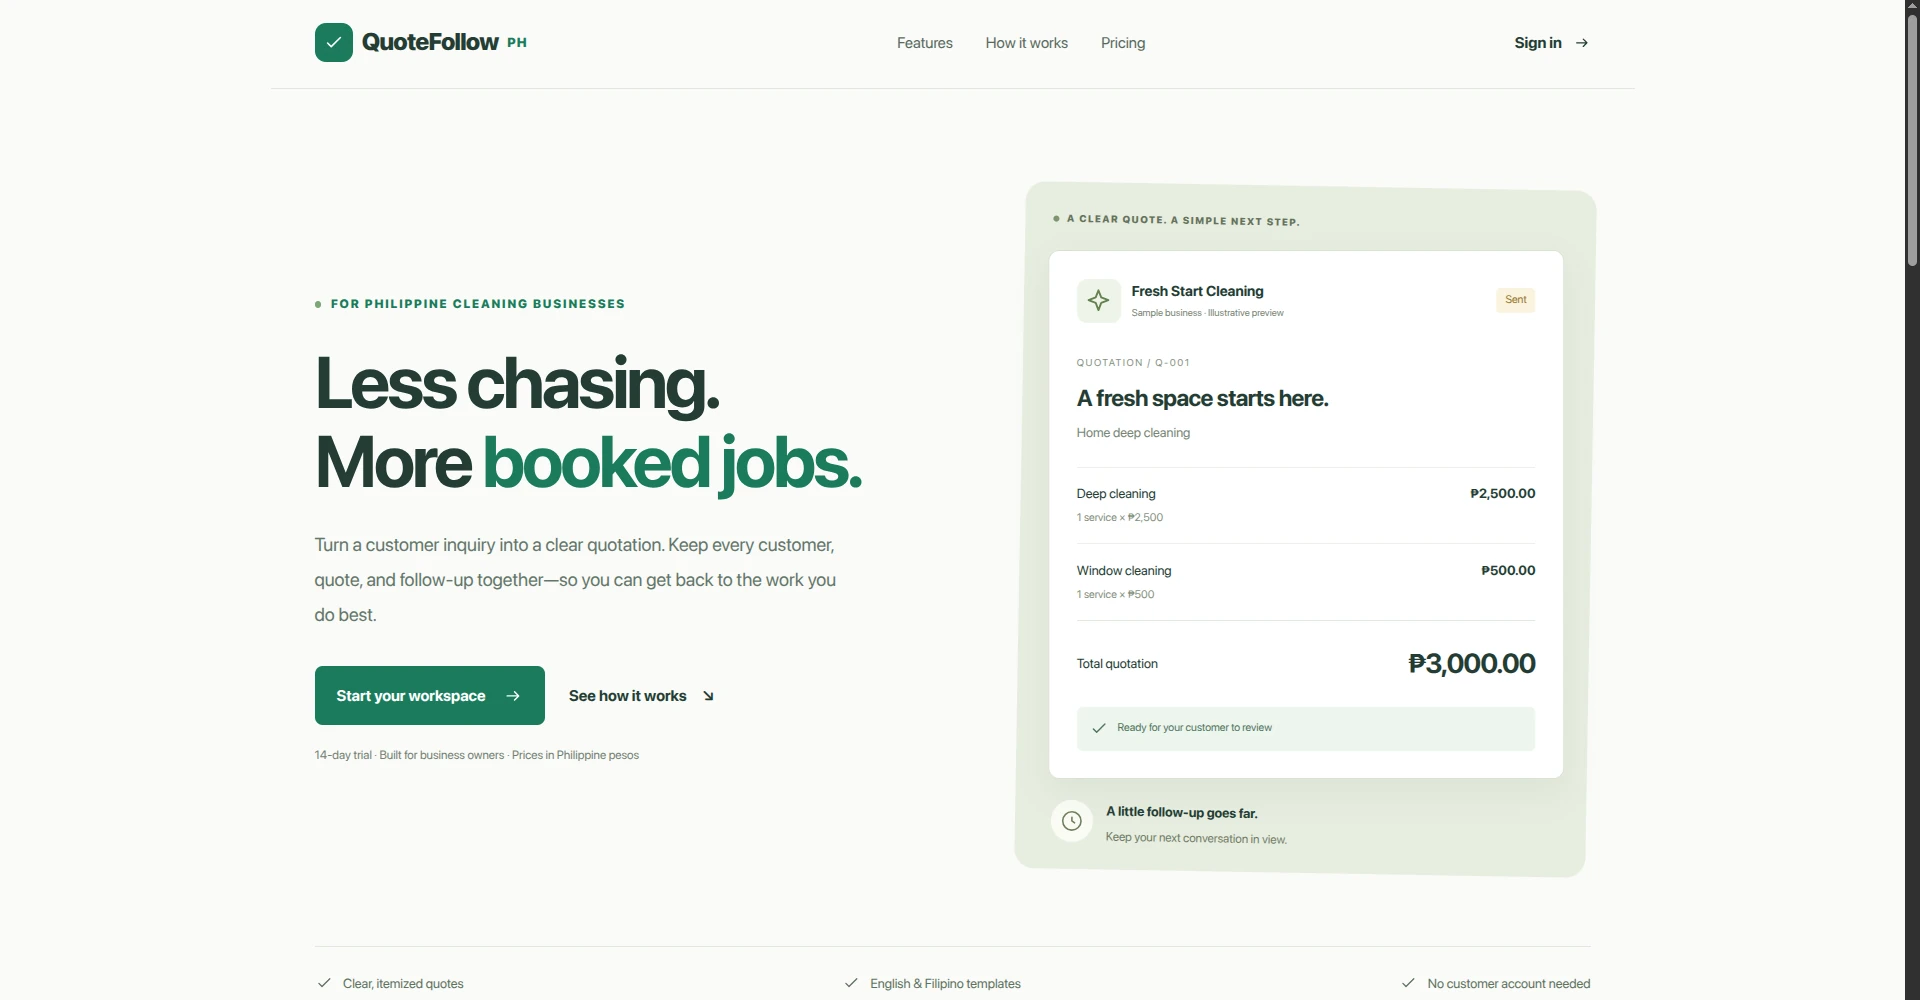 QuoteFollow PH
Features
How it works
Pricing
Sign in →
FOR PHILIPPINE CLEANING BUSINESSES
Less chasing.
More booked jobs.
Turn a customer inquiry into a clear quotation. Keep every customer,
quote, and follow-up together—so you can get back to the work you
do best.
Start your workspace →
See how it works ↘
14-day trial · Built for business owners · Prices in Philippine pesos
A CLEAR QUOTE. A SIMPLE NEXT STEP.
Fresh Start Cleaning
Sample business · Illustrative preview
Sent
QUOTATION / Q-001
A fresh space starts here.
Home deep cleaning
Deep cleaning ₱2,500.00
1 service × ₱2,500
Window cleaning ₱500.00
1 service × ₱500
Total quotation ₱3,000.00
Ready for your customer to review
A little follow-up goes far.
Keep your next conversation in view.
Clear, itemized quotes
English & Filipino templates
No customer account needed